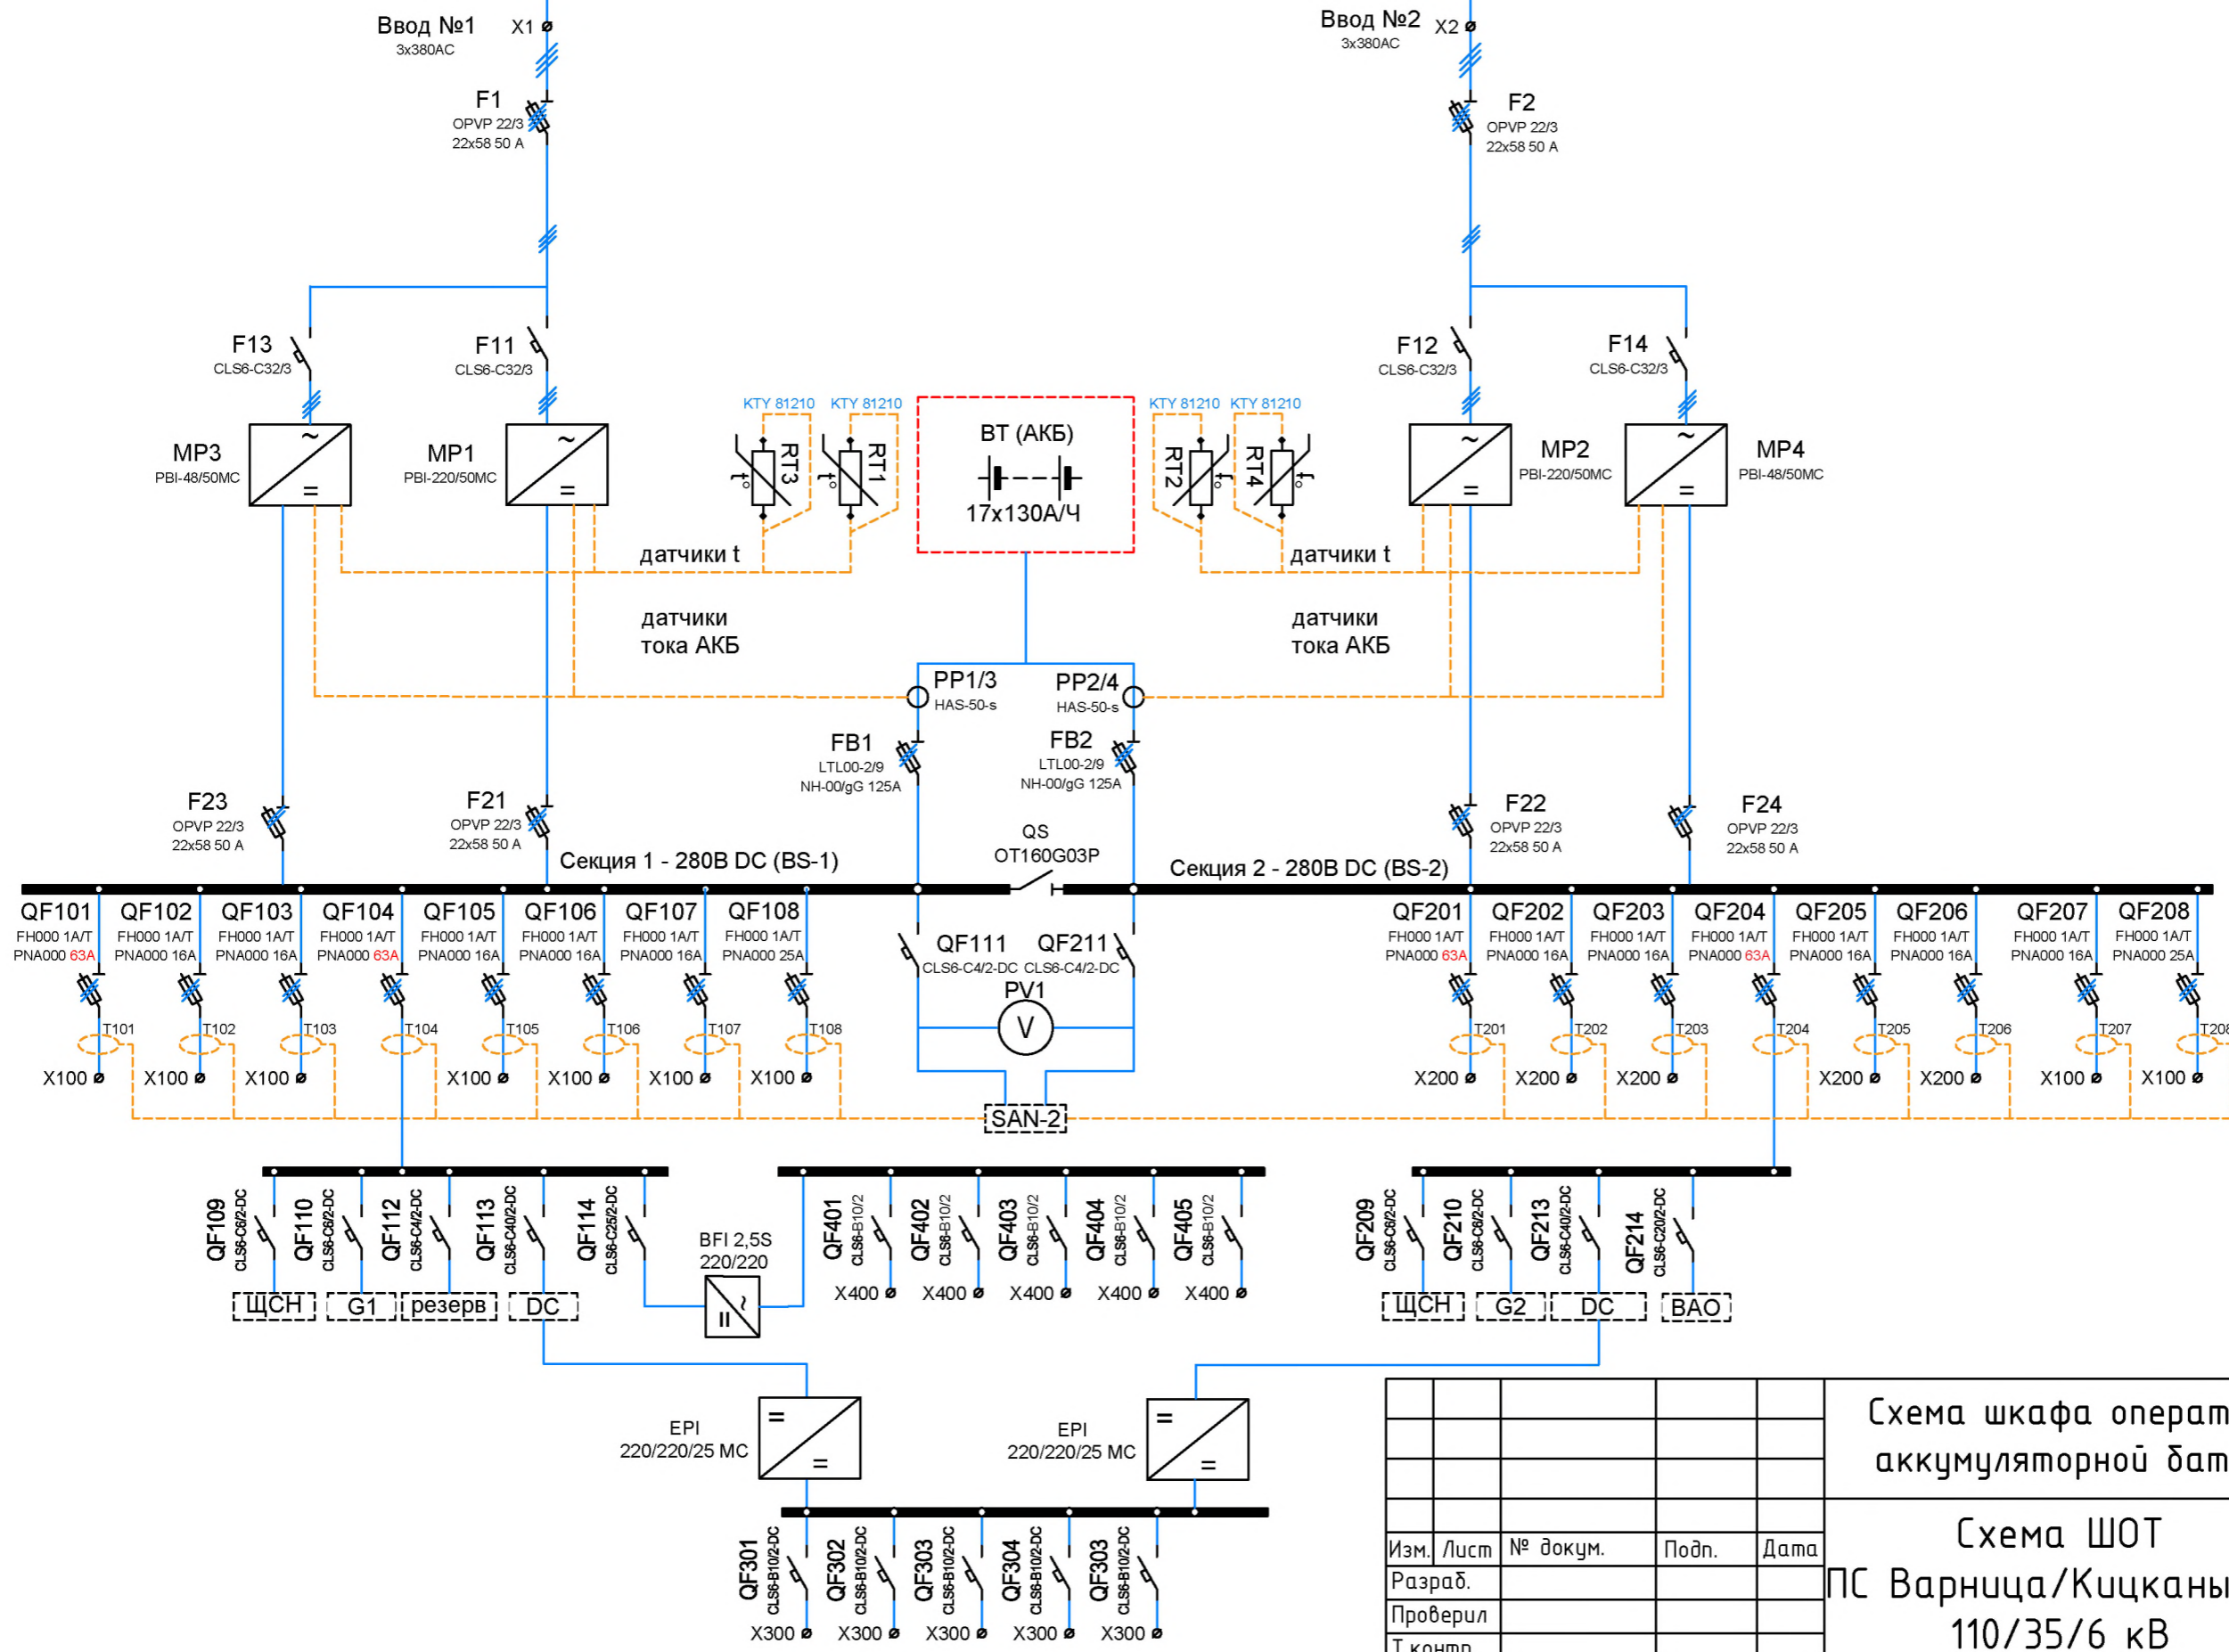 Ввод №1
3x380AC
X1
Ввод №2
3x380AC
X2
F1
OPVP 22/3
22x58 50 A
F2
OPVP 22/3
22x58 50 A
F13
CLS6-C32/3
F11
CLS6-C32/3
F12
CLS6-C32/3
F14
CLS6-C32/3
MP3
PBI-48/50MC
~
=
MP1
PBI-220/50MC
~
=
KTY 81210
RT3
t°
KTY 81210
RT1
t°
BT (АКБ)
17x130А/Ч
KTY 81210
RT2
t°
KTY 81210
RT4
t°
~
=
MP2
PBI-220/50MC
~
=
MP4
PBI-48/50MC
датчики t
датчики t
датчики
тока АКБ
датчики
тока АКБ
PP1/3
HAS-50-s
PP2/4
HAS-50-s
FB1
LTL00-2/9
NH-00/gG 125A
FB2
LTL00-2/9
NH-00/gG 125A
F23
OPVP 22/3
22x58 50 A
F21
OPVP 22/3
22x58 50 A
F22
OPVP 22/3
22x58 50 A
F24
OPVP 22/3
22x58 50 A
QS
OT160G03P
Секция 1 - 280В DC (BS-1)
Секция 2 - 280В DC (BS-2)
QF101 QF102 QF103 QF104 QF105 QF106 QF107 QF108
FH000 1A/T FH000 1A/T FH000 1A/T FH000 1A/T FH000 1A/T FH000 1A/T FH000 1A/T FH000 1A/T
PNA000 63A PNA000 16A PNA000 16A PNA000 63A PNA000 16A PNA000 16A PNA000 16A PNA000 25A
QF111
CLS6-C4/2-DC
QF211
CLS6-C4/2-DC
PV1
V
QF201 QF202 QF203 QF204 QF205 QF206 QF207 QF208
FH000 1A/T FH000 1A/T FH000 1A/T FH000 1A/T FH000 1A/T FH000 1A/T FH000 1A/T FH000 1A/T
PNA000 63A PNA000 16A PNA000 16A PNA000 63A PNA000 16A PNA000 16A PNA000 16A PNA000 25A
T101 T102 T103 T104 T105 T106 T107 T108
T201 T202 T203 T204 T205 T206 T207 T208
X100 X100 X100 X100 X100 X100 X100
X200 X200 X200 X200 X200 X100 X100
SAN-2
QF109
CLS6-C6/2-DC
QF110
CLS6-C6/2-DC
QF112
CLS6-C4/2-DC
QF113
CLS6-C40/2-DC
QF114
CLS6-C25/2-DC
BFI 2,5S
220/220
~
=
QF401
CLS6-B10/2
QF402
CLS6-B10/2
QF403
CLS6-B10/2
QF404
CLS6-B10/2
QF405
CLS6-B10/2
X400 X400 X400 X400 X400
QF209
CLS6-C6/2-DC
QF210
CLS6-C6/2-DC
QF213
CLS6-C40/2-DC
QF214
CLS6-C20/2-DC
ЩСН G1 резерв DC
ЩСН G2 DC ВАО
EPI
220/220/25 MC
=
=
EPI
220/220/25 MC
=
=
QF301
CLS6-B10/2-DC
QF302
CLS6-B10/2-DC
QF303
CLS6-B10/2-DC
QF304
CLS6-B10/2-DC
QF303
CLS6-B10/2-DC
X300 X300 X300 X300 X300
Схема шкафа операт
аккумуляторной бат
Схема ШОТ
ПС Варница/Кицканы
110/35/6 кВ
Изм. Лист № докум. Подп. Дата
Разраб.
Проверил
Т.контр.